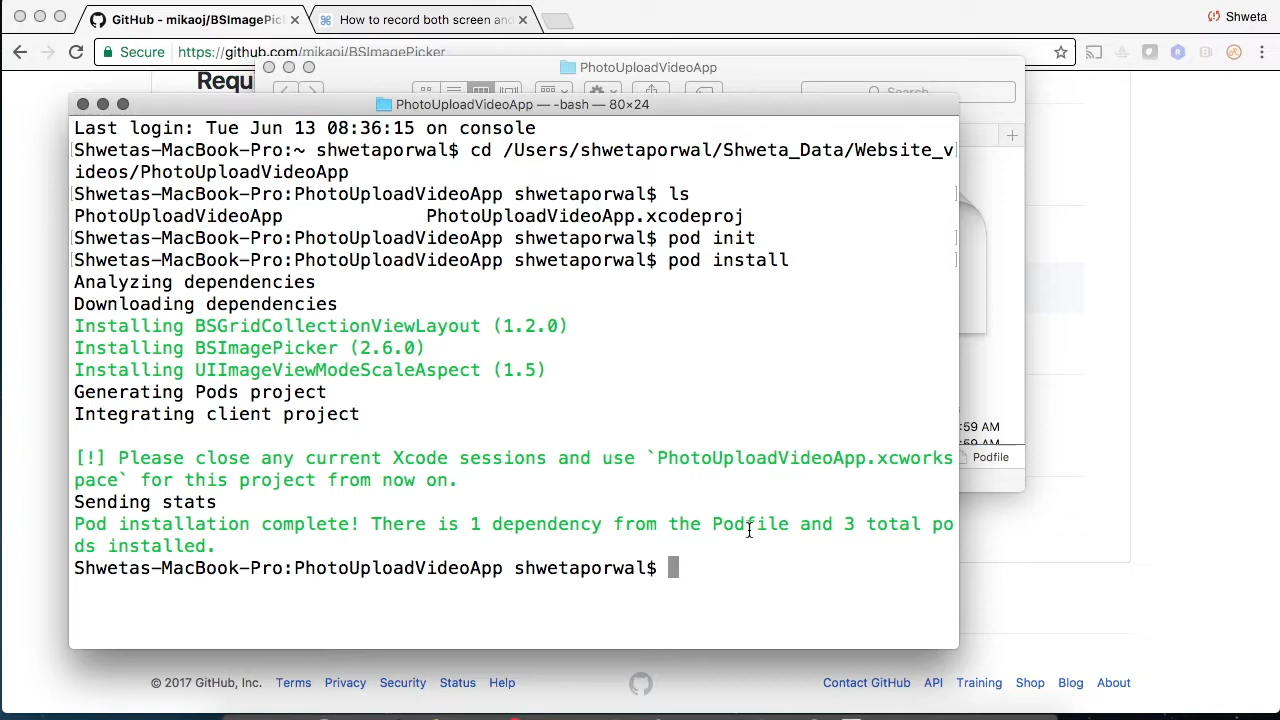 GitHub - mikaoj/BSImagePic
How to record both screen and
Shweta
Secure
https://github.com/mikaoj/BSImagePicker
Requ
PhotoUploadVideoApp
Search
PhotoUploadVideoApp — -bash — 80×24
Last login: Tue Jun 13 08:36:15 on console
Shwetas-MacBook-Pro:~ shwetaporwal$ cd /Users/shwetaporwal/Shweta_Data/Website_v
ideos/PhotoUploadVideoApp
Shwetas-MacBook-Pro:PhotoUploadVideoApp shwetaporwal$ ls
PhotoUploadVideoApp PhotoUploadVideoApp.xcodeproj
Shwetas-MacBook-Pro:PhotoUploadVideoApp shwetaporwal$ pod init
Shwetas-MacBook-Pro:PhotoUploadVideoApp shwetaporwal$ pod install
Analyzing dependencies
Downloading dependencies
Installing BSGridCollectionViewLayout (1.2.0)
Installing BSImagePicker (2.6.0)
Installing UIImageViewModeScaleAspect (1.5)
Generating Pods project
Integrating client project
[!] Please close any current Xcode sessions and use `PhotoUploadVideoApp.xcworks
pace` for this project from now on.
Sending stats
Pod installation complete! There is 1 dependency from the Podfile and 3 total po
ds installed.
Shwetas-MacBook-Pro:PhotoUploadVideoApp shwetaporwal$
:59 AM
:59 AM
Podfile
© 2017 GitHub, Inc. Terms Privacy Security Status Help
Contact GitHub API Training Shop Blog About